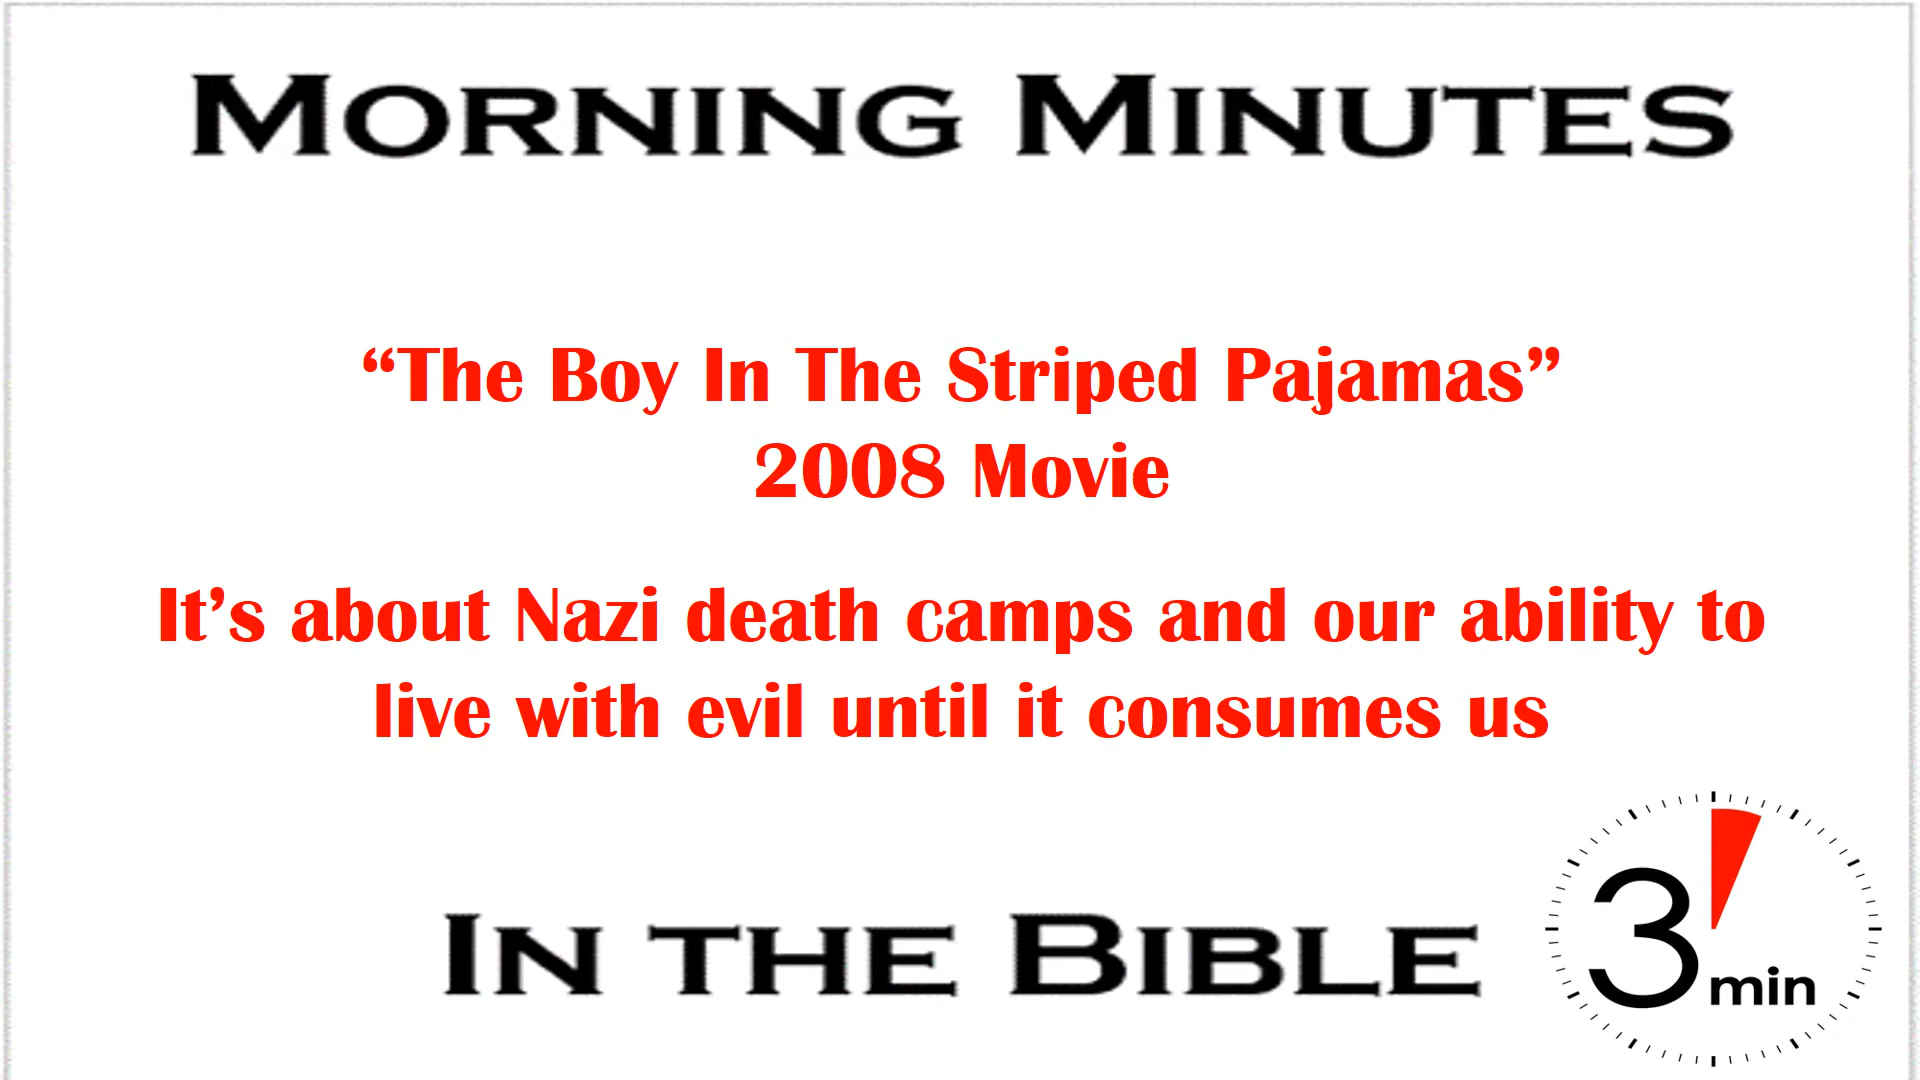 MORNING MINUTES
“The Boy In The Striped Pajamas”
2008 Movie
It’s about Nazi death camps and our ability to
live with evil until it consumes us
IN THE BIBLE
3 min